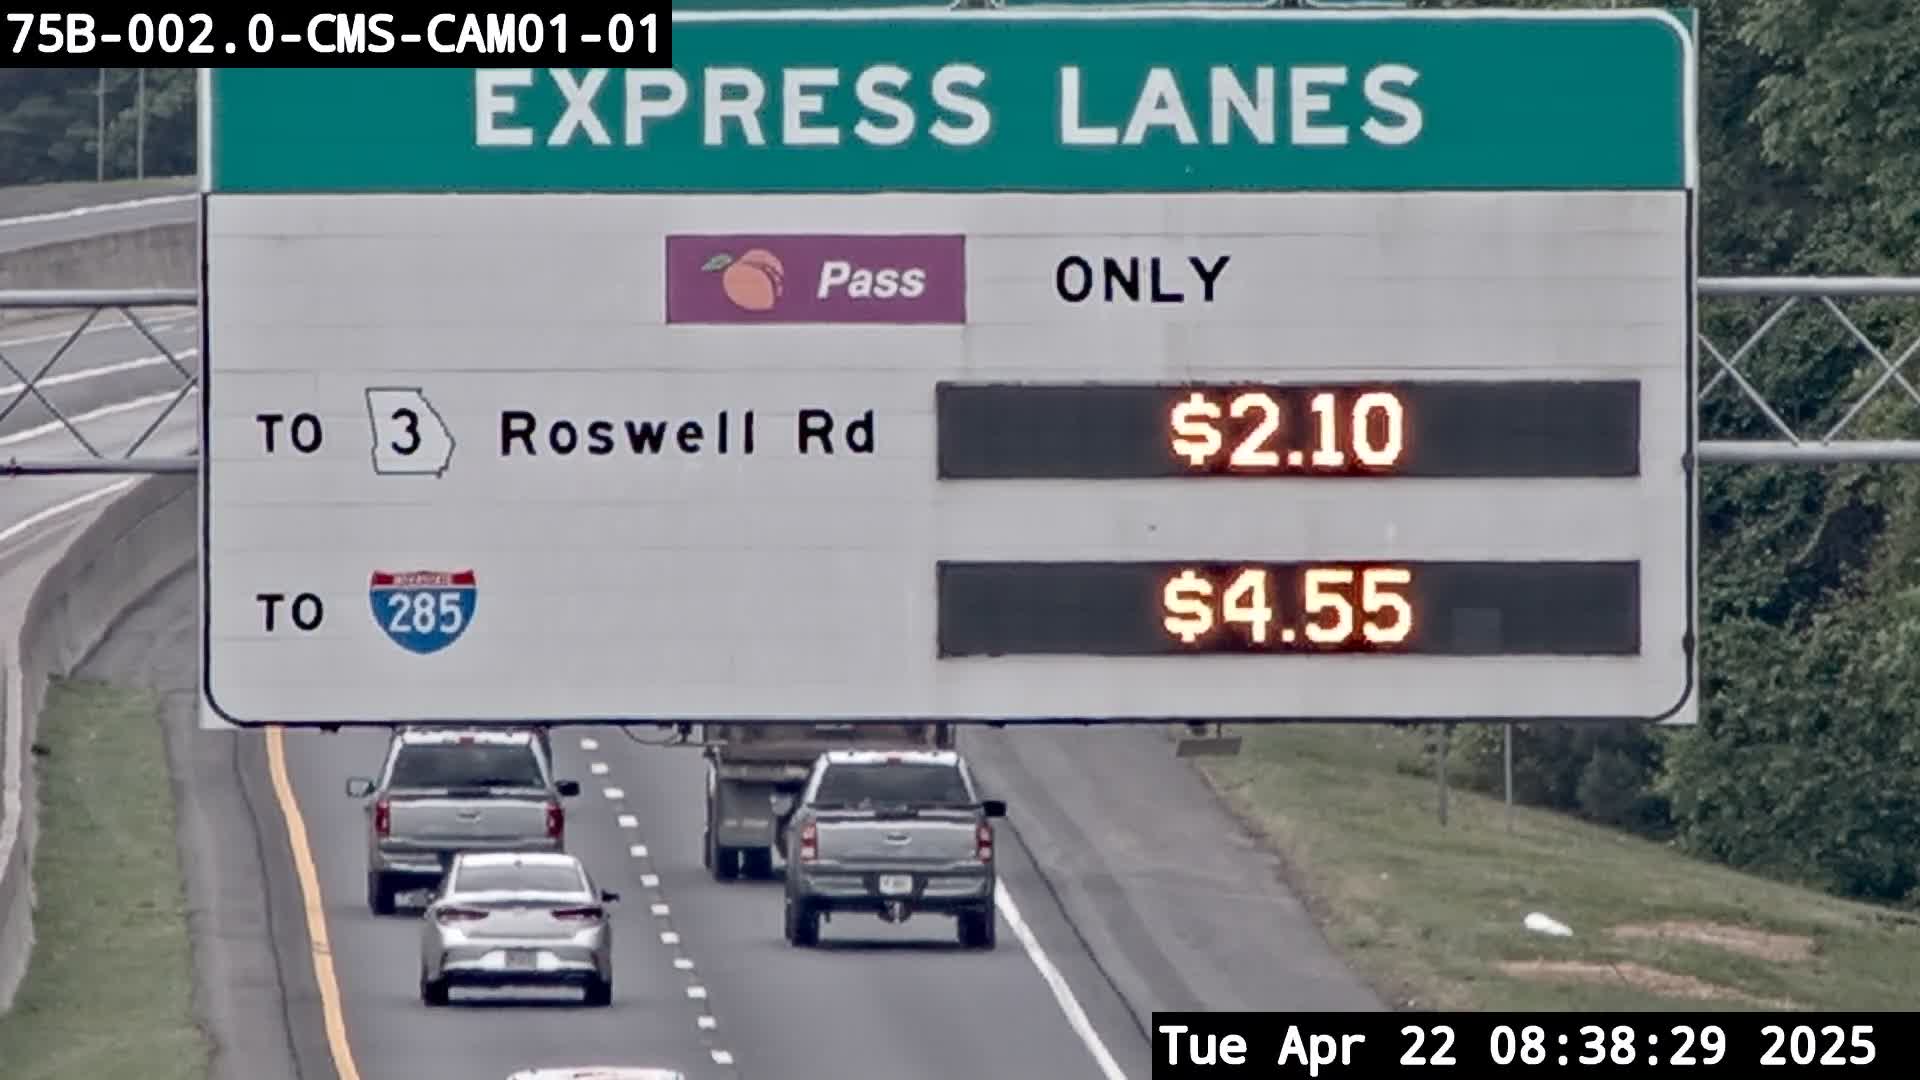 75B-002.0-CMS-CAM01-01
EXPRESS LANES
Pass ONLY
TO 3 Roswell Rd $2.10
TO INTERSTATE 285 $4.55
Tue Apr 22 08:38:29 2025